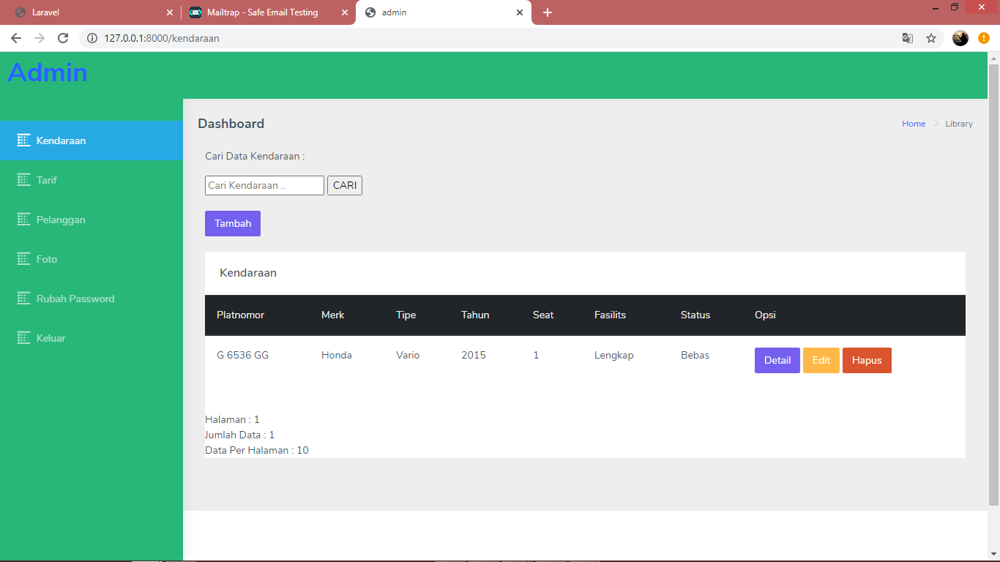 Laravel
Mailtrap - Safe Email Testing
admin
127.0.0.1:8000/kendaraan
Admin
Kendaraan
Tarif
Pelanggan
Foto
Rubah Password
Keluar
Dashboard
Home Library
Cari Data Kendaraan :
Cari Kendaraan .. CARI
Tambah
Kendaraan
Platnomor Merk Tipe Tahun Seat Fasilits Status Opsi
G 6536 GG Honda Vario 2015 1 Lengkap Bebas Detail Edit Hapus
Halaman : 1
Jumlah Data : 1
Data Per Halaman : 10